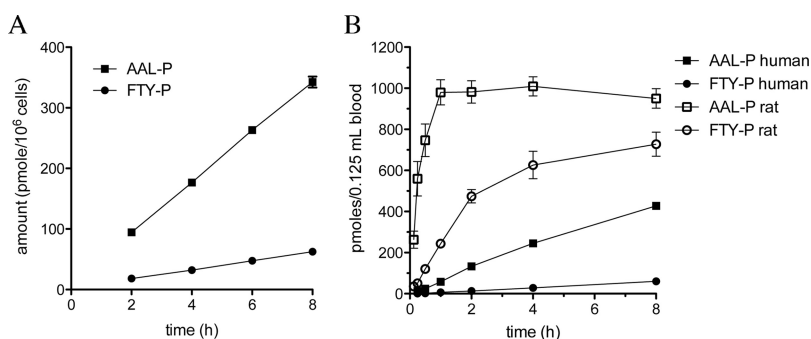 A
400
300
200
100
0
amount (pmole/10⁶ cells)
AAL-P
FTY-P
0 2 4 6 8
time (h)
B
1200
1000
800
600
400
200
0
pmoles/0.125 mL blood
0 2 4 6 8
time (h)
AAL-P human
FTY-P human
AAL-P rat
FTY-P rat